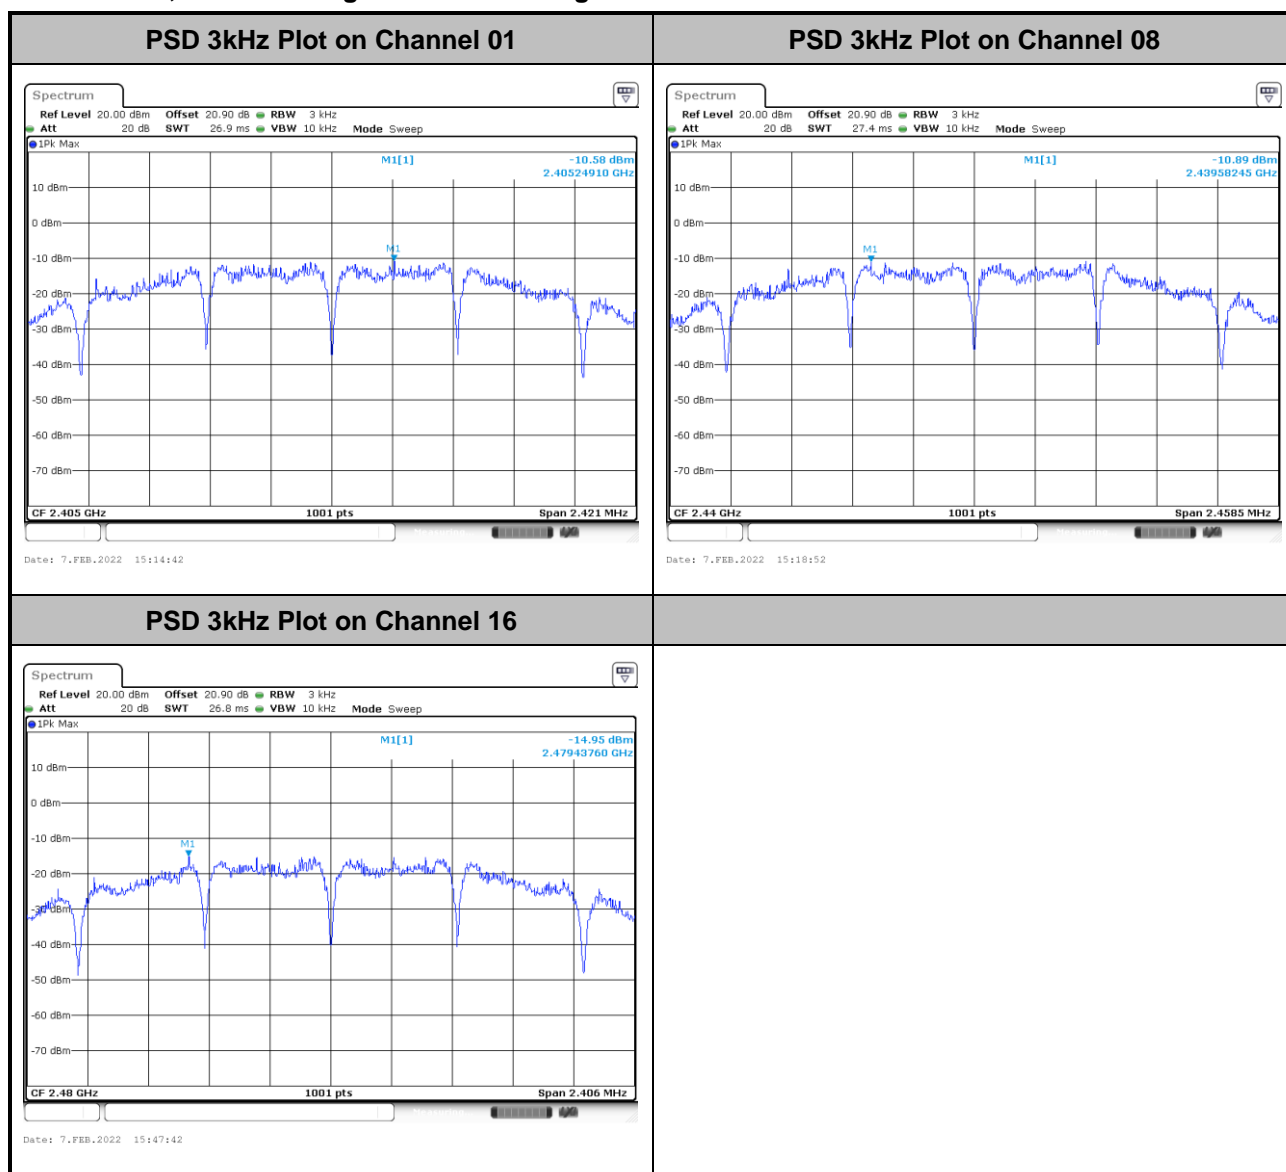 PSD 3kHz Plot on Channel 01
PSD 3kHz Plot on Channel 08
Spectrum
Ref Level 20.00 dBm Offset 20.90 dB RBW 3 kHz
Att 20 dB SWT 26.9 ms VBW 10 kHz Mode Sweep
1Pk Max
M1[1] -10.58 dBm
2.40524910 GHz
10 dBm
0 dBm
M1
-10 dBm
-20 dBm
-30 dBm
-40 dBm
-50 dBm
-60 dBm
-70 dBm
CF 2.405 GHz 1001 pts Span 2.421 MHz
Date: 7.FEB.2022 15:14:42
Spectrum
Ref Level 20.00 dBm Offset 20.90 dB RBW 3 kHz
Att 20 dB SWT 27.4 ms VBW 10 kHz Mode Sweep
1Pk Max
M1[1] -10.89 dBm
2.43958245 GHz
10 dBm
0 dBm
M1
-10 dBm
-20 dBm
-30 dBm
-40 dBm
-50 dBm
-60 dBm
-70 dBm
CF 2.44 GHz 1001 pts Span 2.4585 MHz
Date: 7.FEB.2022 15:18:52
PSD 3kHz Plot on Channel 16
Spectrum
Ref Level 20.00 dBm Offset 20.90 dB RBW 3 kHz
Att 20 dB SWT 26.8 ms VBW 10 kHz Mode Sweep
1Pk Max
M1[1] -14.95 dBm
2.47943760 GHz
10 dBm
0 dBm
-10 dBm
M1
-20 dBm
-30 dBm
-40 dBm
-50 dBm
-60 dBm
-70 dBm
CF 2.48 GHz 1001 pts Span 2.406 MHz
Date: 7.FEB.2022 15:47:42